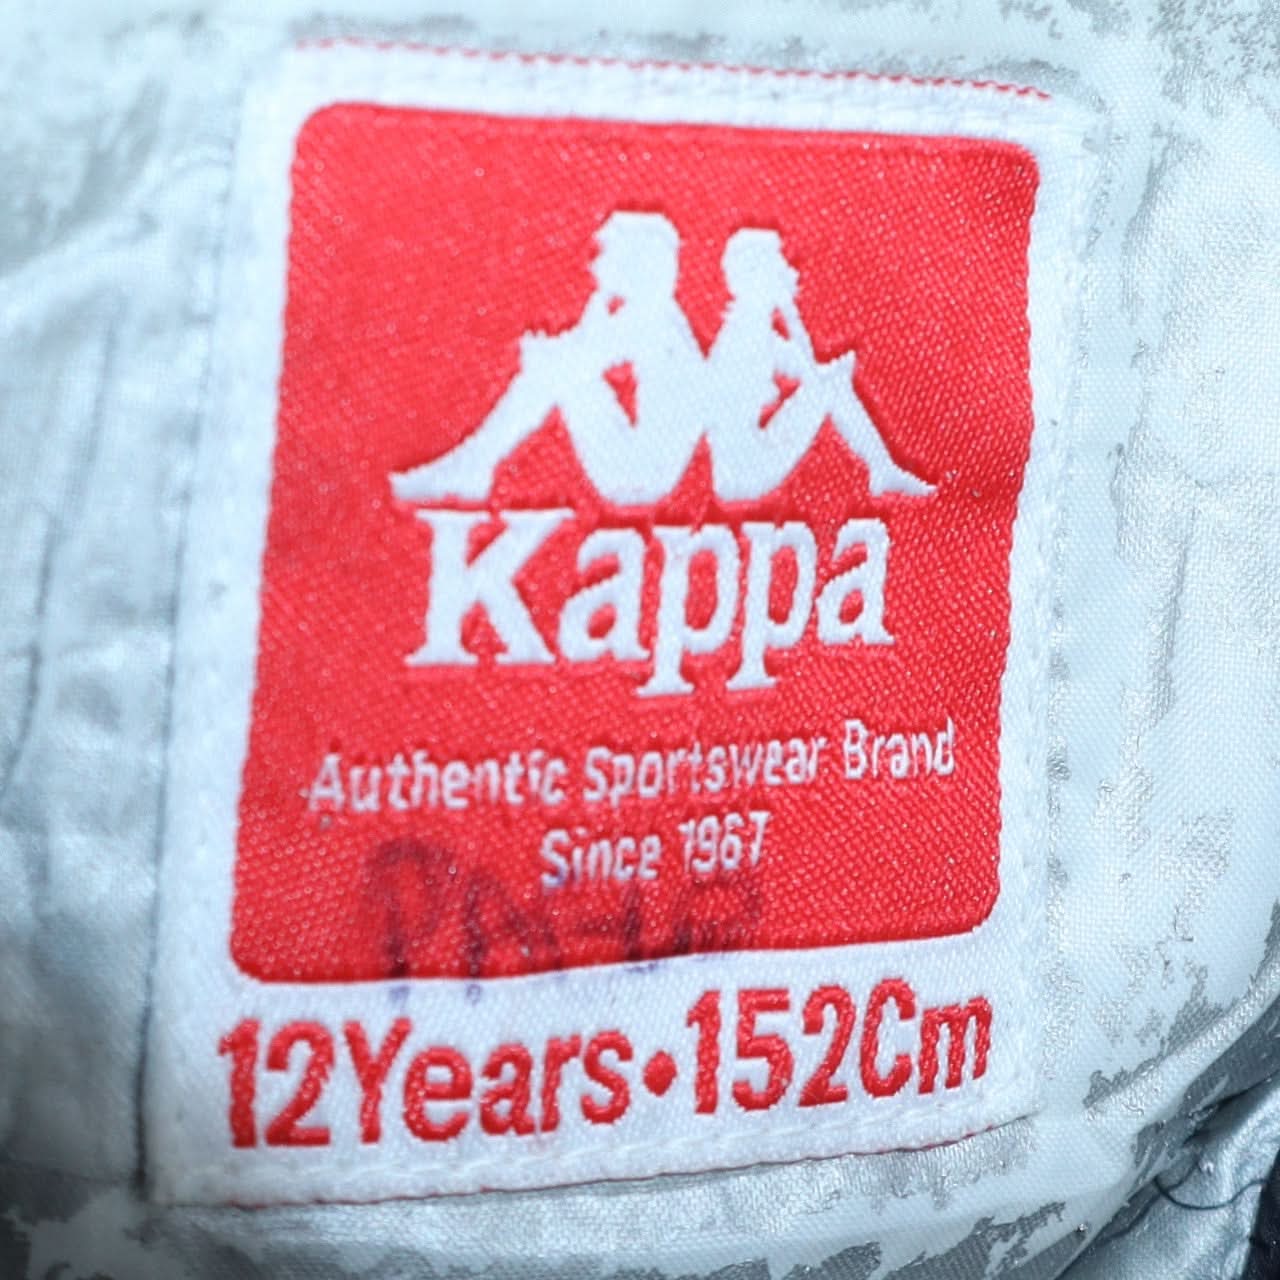 Kappa
Authentic Sportswear Brand
Since 1967
12Years•152Cm